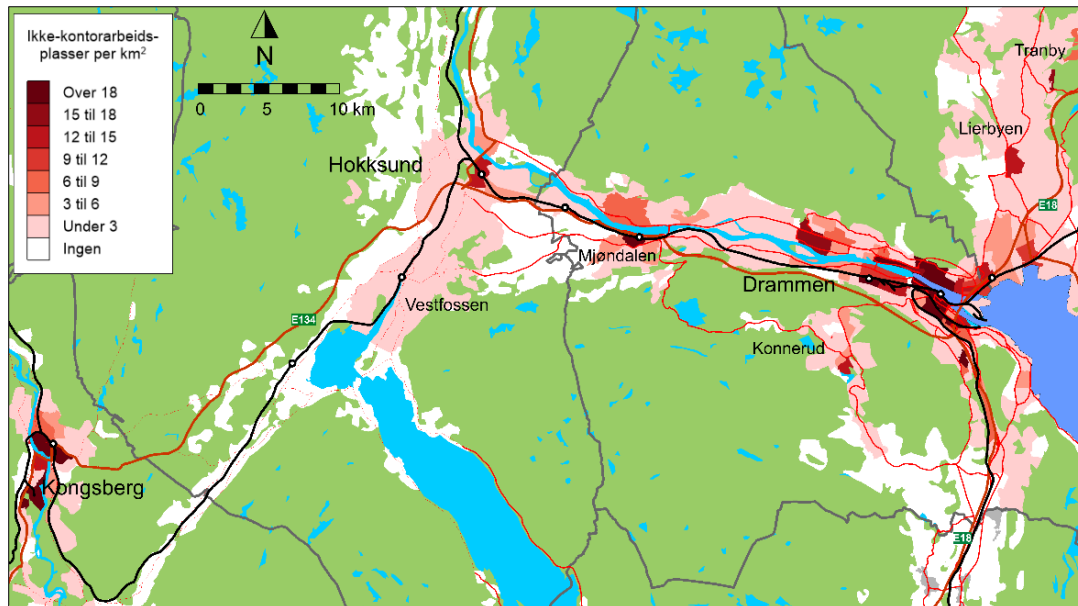 Ikke-kontorarbeids-
plasser per km²
Over 18
15 til 18
12 til 15
9 til 12
6 til 9
3 til 6
Under 3
Ingen
N
0 5 10 km
Tranby
Lierbyen
Hokksund
E18
Mjøndalen
Drammen
Vestfossen
E134
Konnerud
Kongsberg
E18